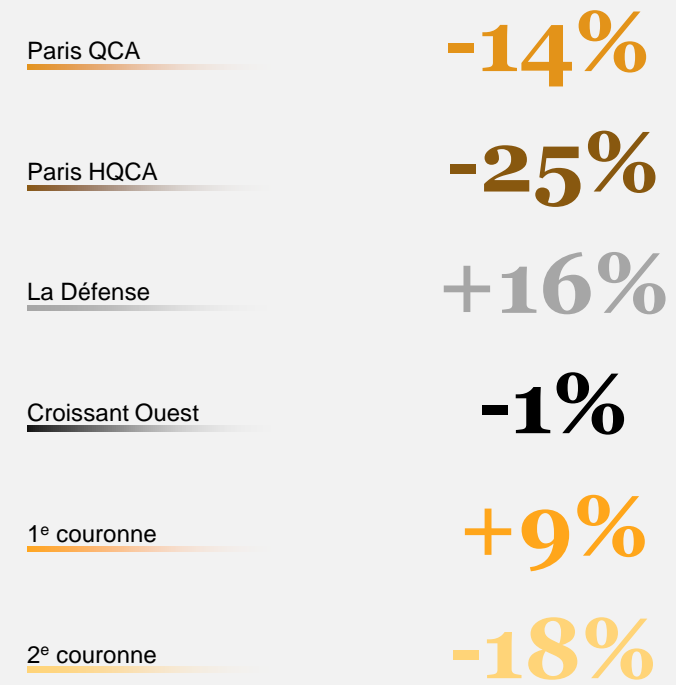 Paris QCA -14%
Paris HQCA -25%
La Défense +16%
Croissant Ouest -1%
1e couronne +9%
2e couronne -18%